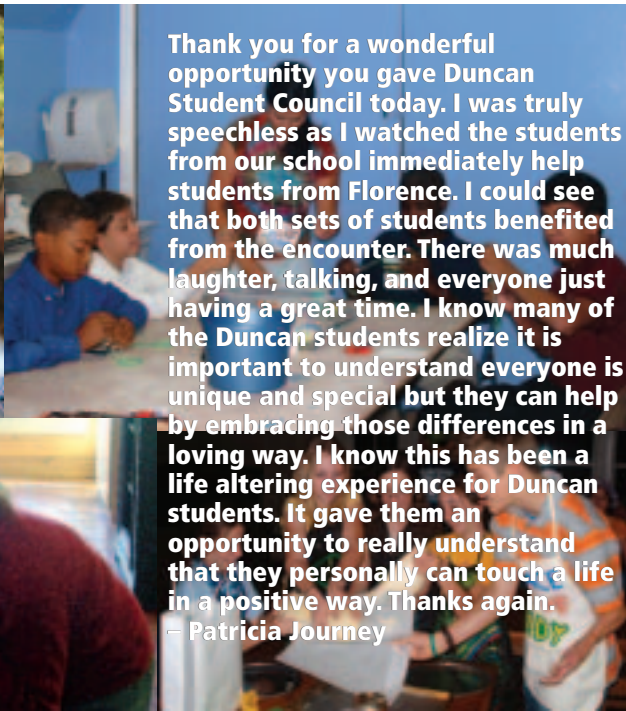 Thank you for a wonderful
opportunity you gave Duncan
Student Council today. I was truly
speechless as I watched the students
from our school immediately help
students from Florence. I could see
that both sets of students benefited
from the encounter. There was much
laughter, talking, and everyone just
having a great time. I know many of
the Duncan students realize it is
important to understand everyone is
unique and special but they can help
by embracing those differences in a
loving way. I know this has been a
life altering experience for Duncan
students. It gave them an
opportunity to really understand
that they personally can touch a life
in a positive way. Thanks again.
– Patricia Journey